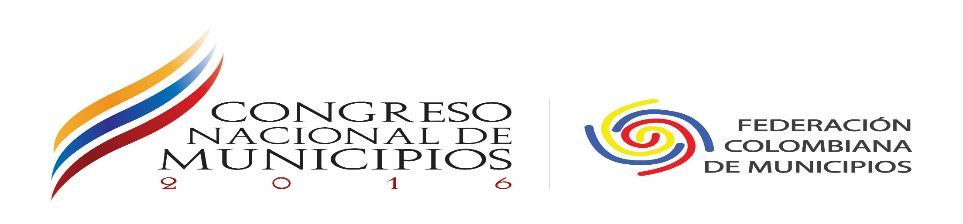 CONGRESO
NACIONAL DE
MUNICIPIOS
2016
FEDERACIÓN
COLOMBIANA
DE MUNICIPIOS